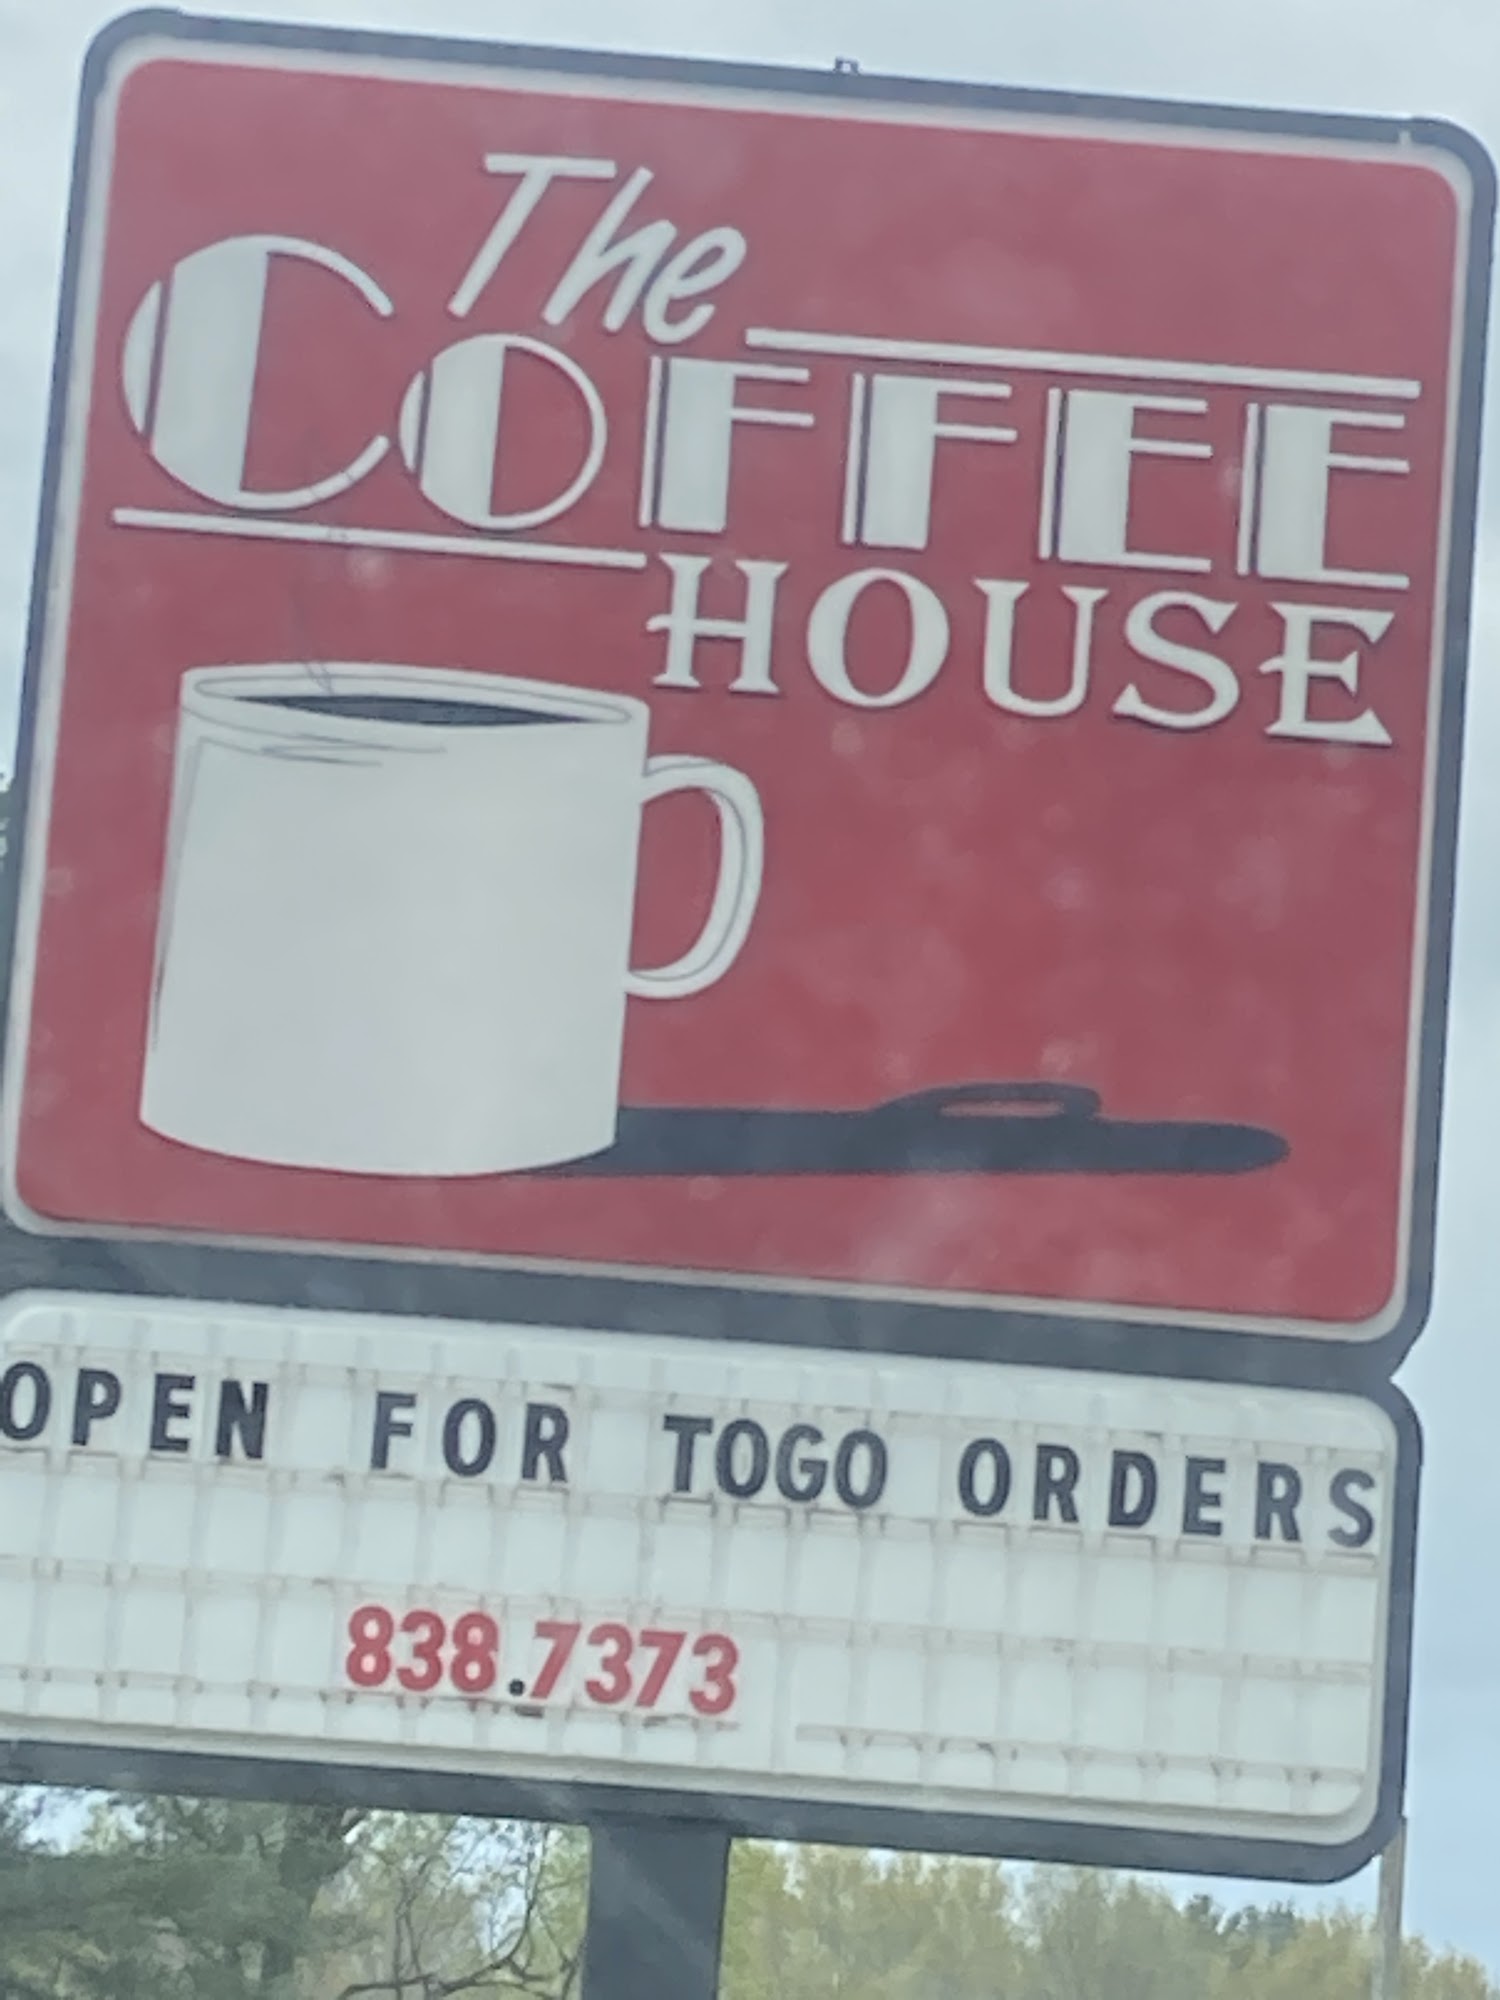 The
COFFEE
HOUSE
OPEN FOR TOGO ORDERS
838.7373